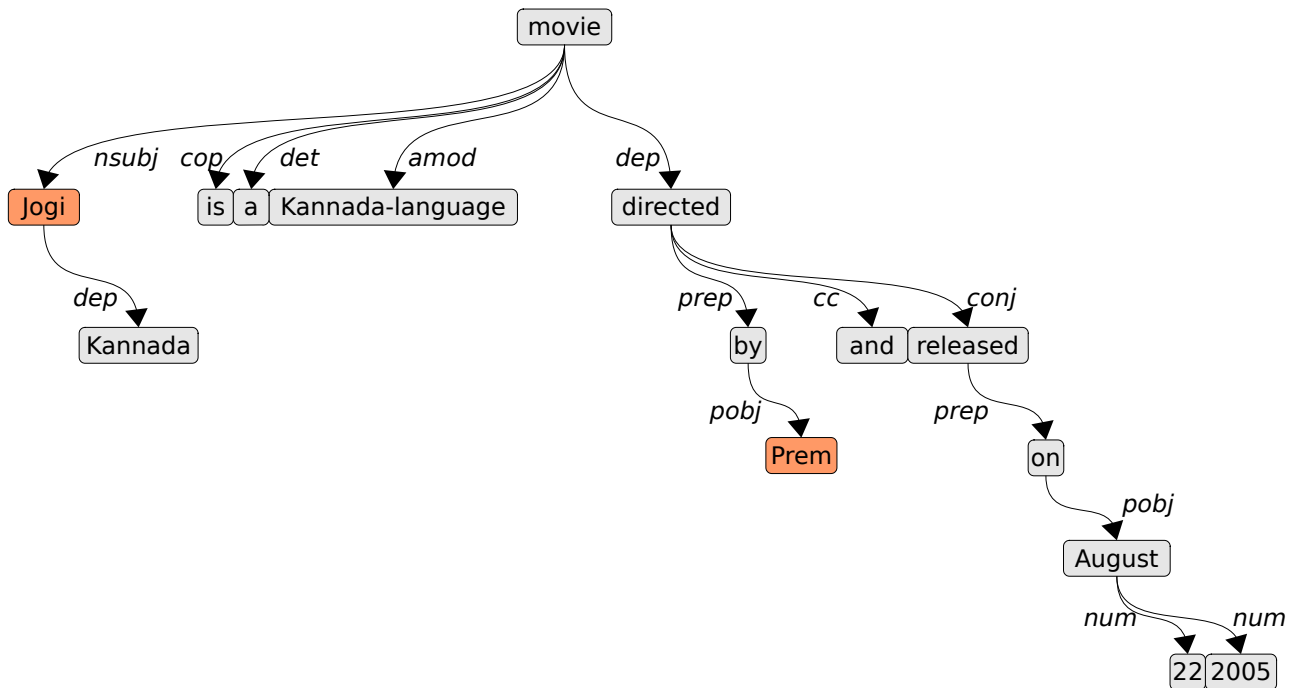 movie
nsubj cop det amod dep
Jogi is a Kannada-language directed
dep prep cc conj
Kannada by and released
pobj prep
Prem on
pobj
August
num num
22 2005